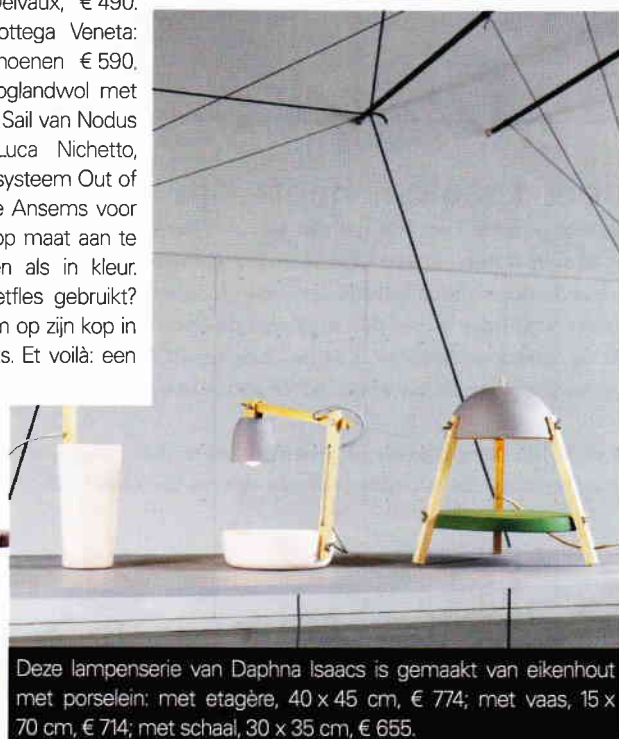 Delvaux, € 490.
ottega Veneta:
hoenen € 590.
oglandwol met
Sail van Nodus
Luca Nichetto,
systeem Out of
e Ansems voor
op maat aan te
en als in kleur.
etfles gebruikt?
m op zijn kop in
s. Et voilà: een
Deze lampenserie van Daphna Isaacs is gemaakt van eikenhout
met porselein: met etagère, 40 x 45 cm, € 774; met vaas, 15 x
70 cm, € 714; met schaal, 30 x 35 cm, € 655.